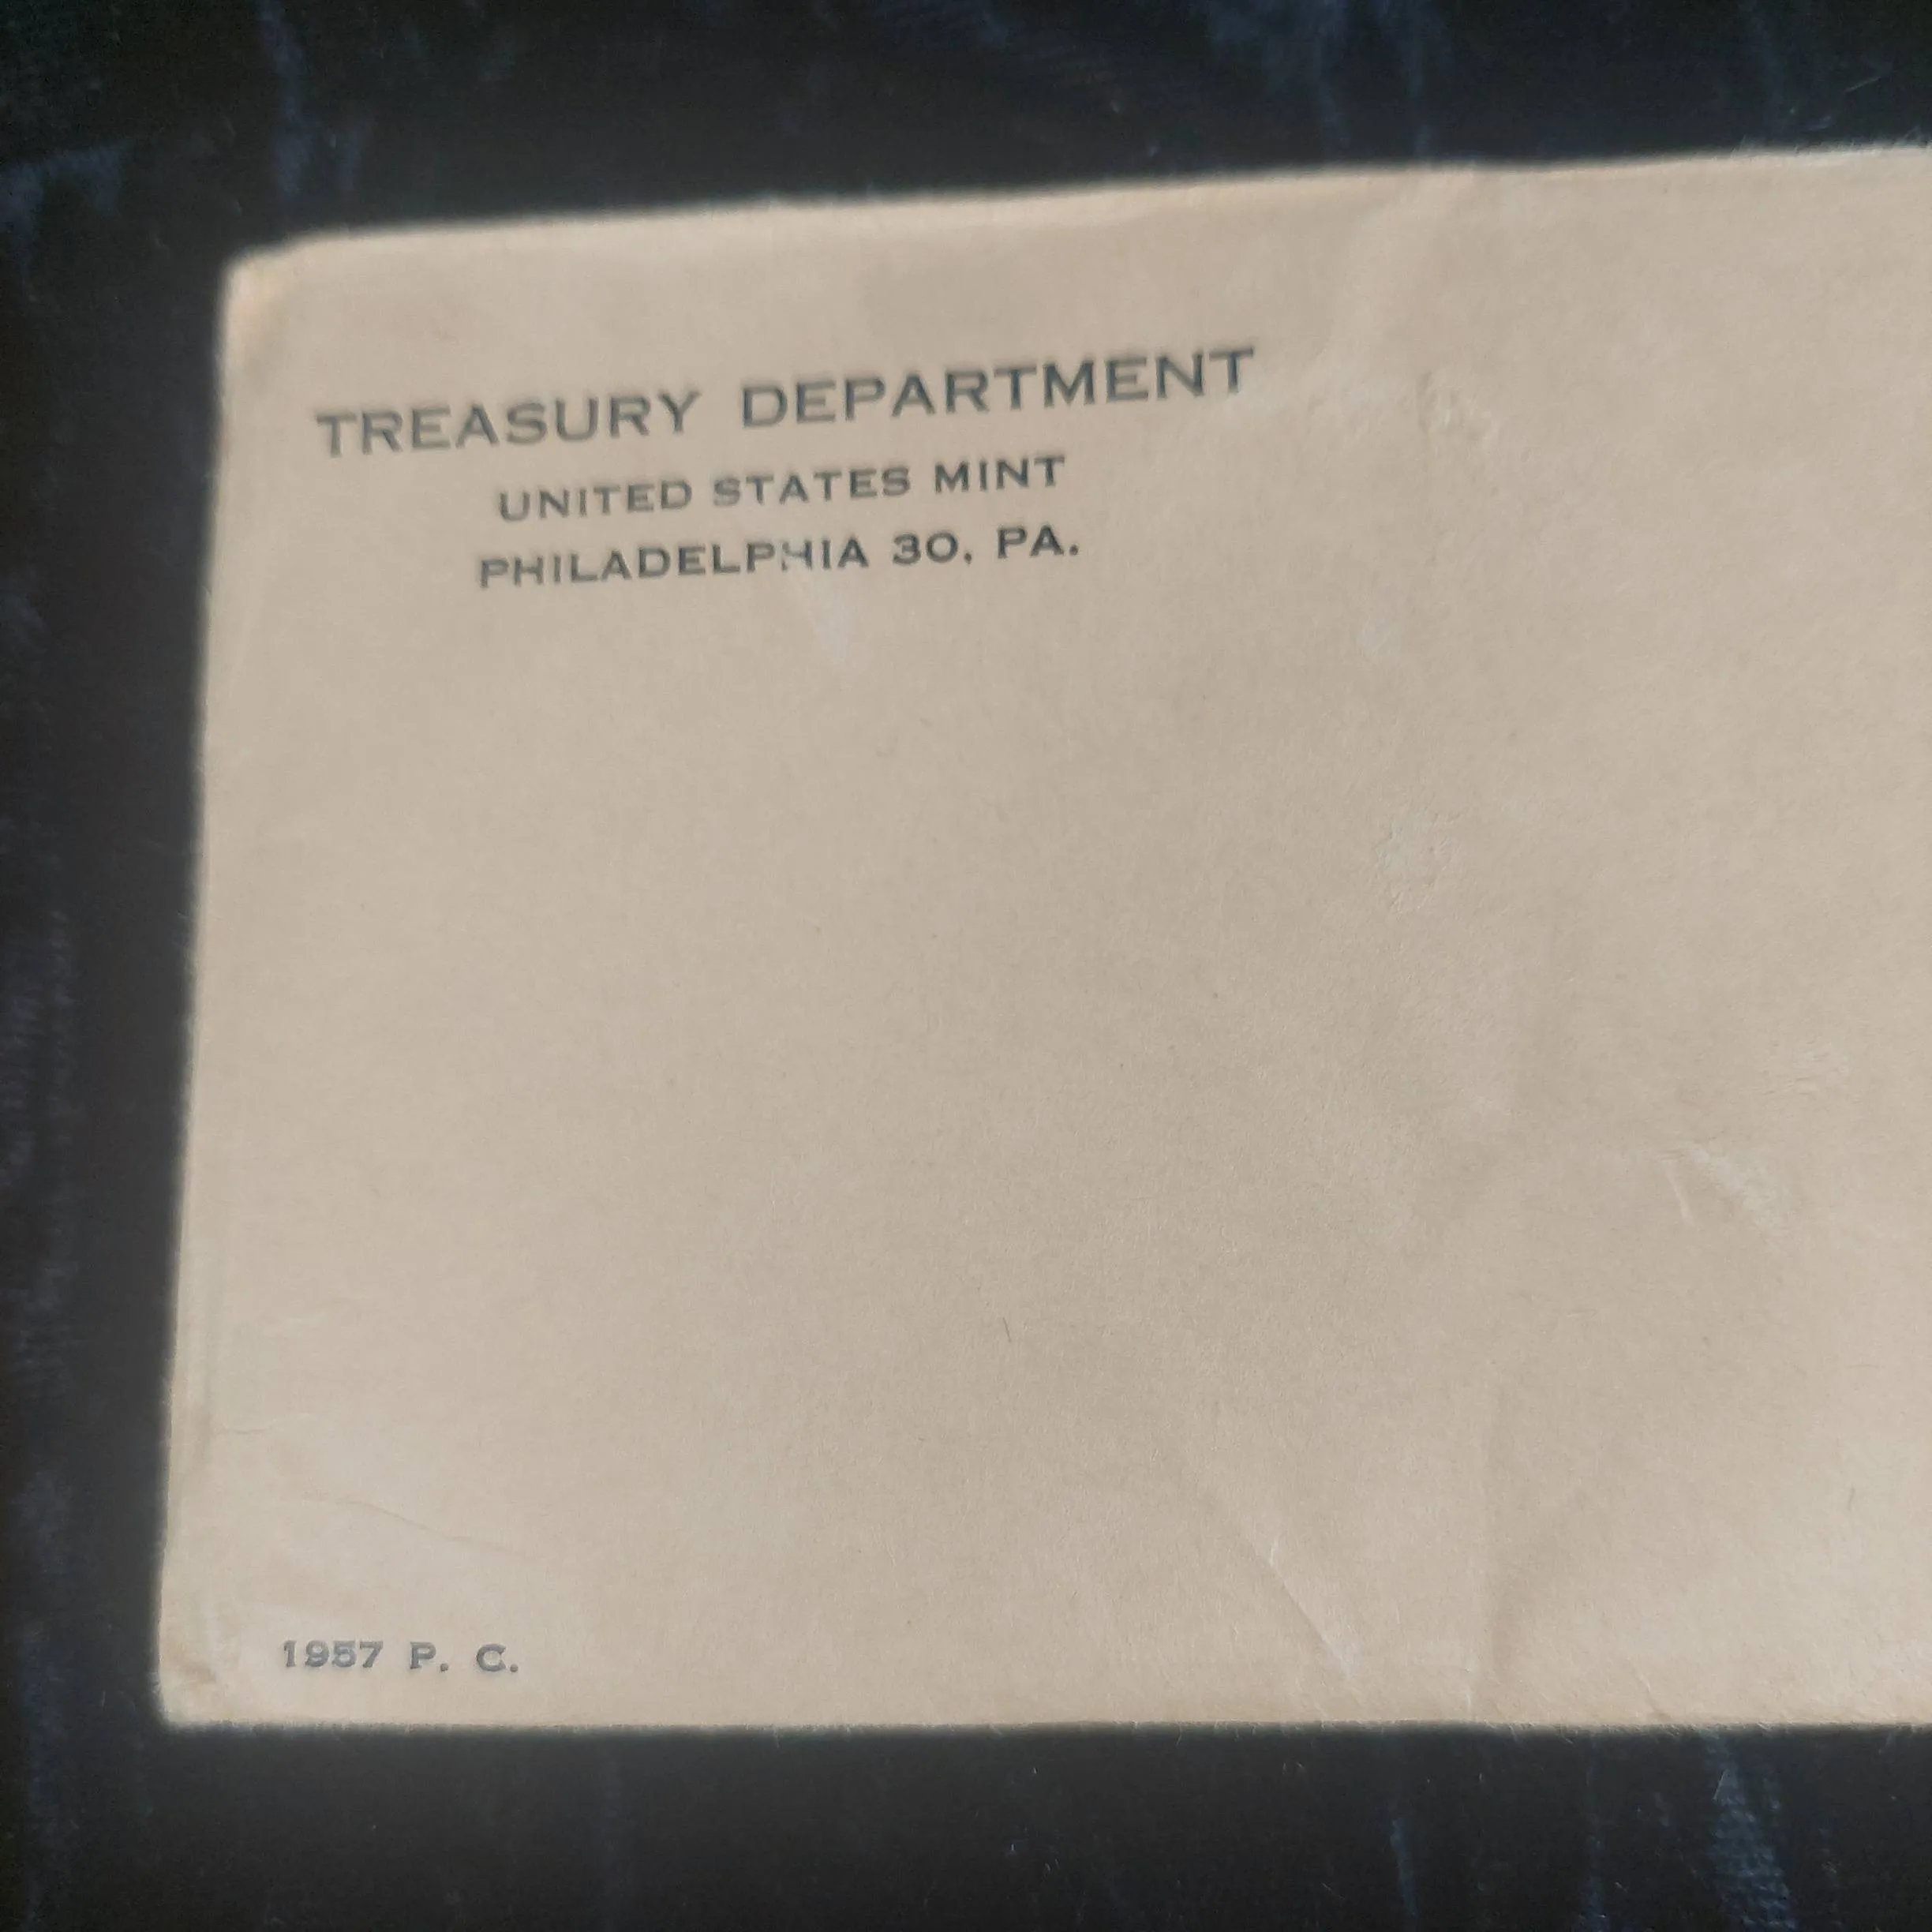 TREASURY DEPARTMENT
UNITED STATES MINT
PHILADELPHIA 30, PA.
1957 P. C.